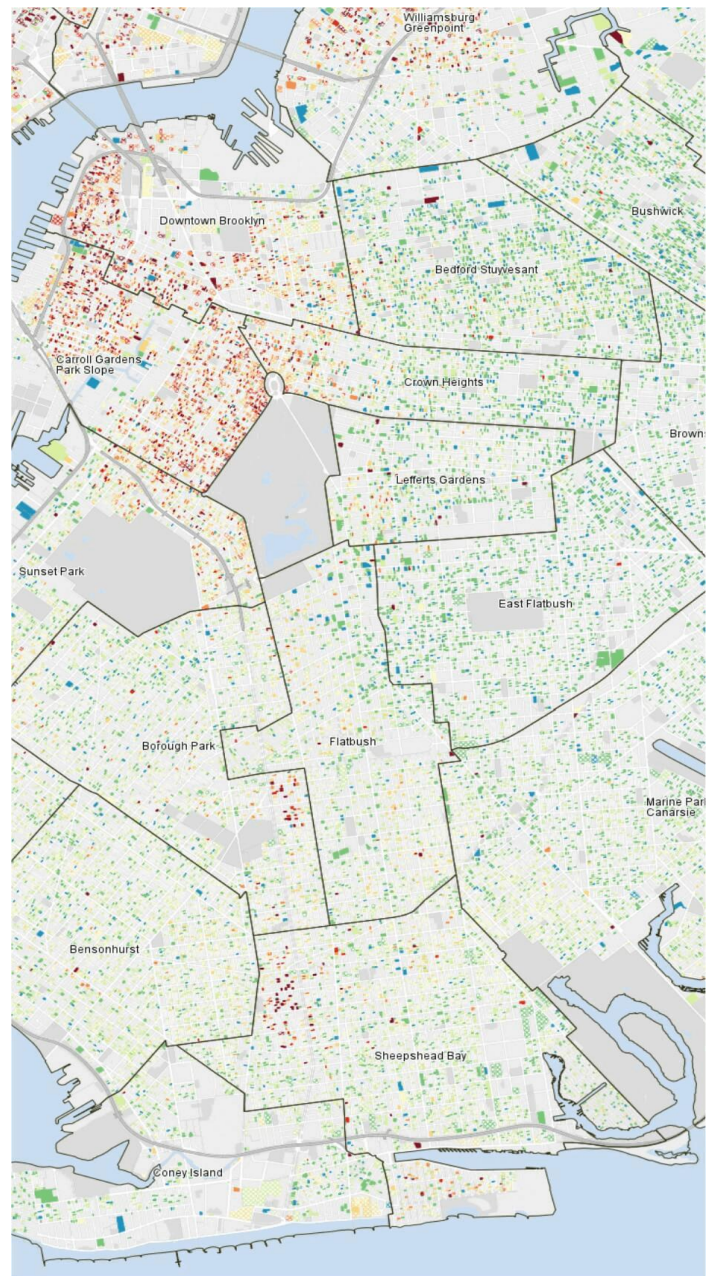 Williamsburg
Greenpoint
Bushwick
Downtown Brooklyn
Bedford Stuyvesant
Carroll Gardens
Park Slope
Crown Heights
Browns
Lefferts Gardens
Sunset Park
East Flatbush
Borough Park
Flatbush
Marine Par
Canarsie
Bensonhurst
Sheepshead Bay
Coney Island